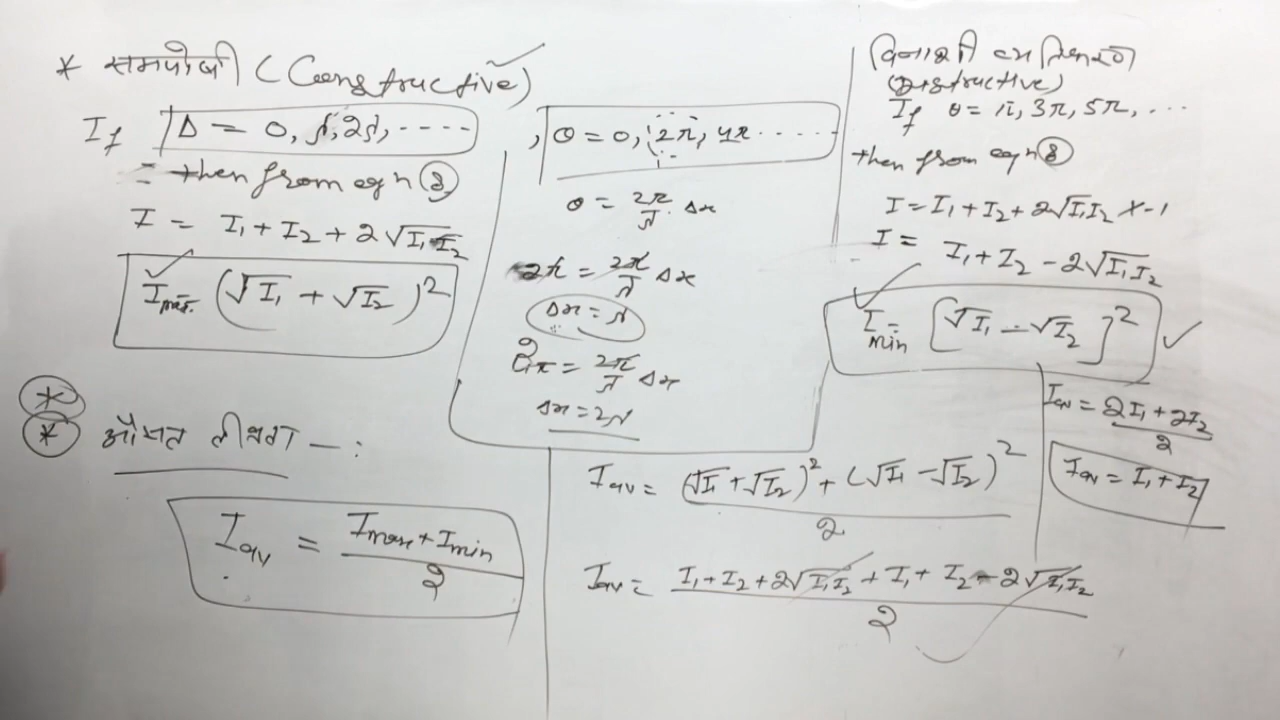 * समपोषी (Constructive)
If Δ = 0, λ, 2λ, ----
= then from eqn (8)
I = I₁ + I₂ + 2√I₁I₂
Imax. (√I₁ + √I₂)²
, θ = 0, 2π, 4π .....
θ = 2π/λ · Δx
2π = 2π/λ Δx
Δx = λ
4π = 2π/λ Δx
Δx = 2λ
विनाशी व्यतिकरण
(Distructive)
If θ = π, 3π, 5π, ...
then from eqn (8)
I = I₁ + I₂ + 2√I₁I₂ × -1
I = I₁ + I₂ - 2√I₁I₂
I min = [√I₁ - √I₂]²
* औसत तीव्रता -:
Iav = Imax + Imin / 2
Iav = (√I₁ + √I₂)² + (√I₁ - √I₂)² / 2
Iav = I₁ + I₂ + 2√I₁I₂ + I₁ + I₂ - 2√I₁I₂ / 2
Iav = 2I₁ + 2I₂ / 2
Iav = I₁ + I₂